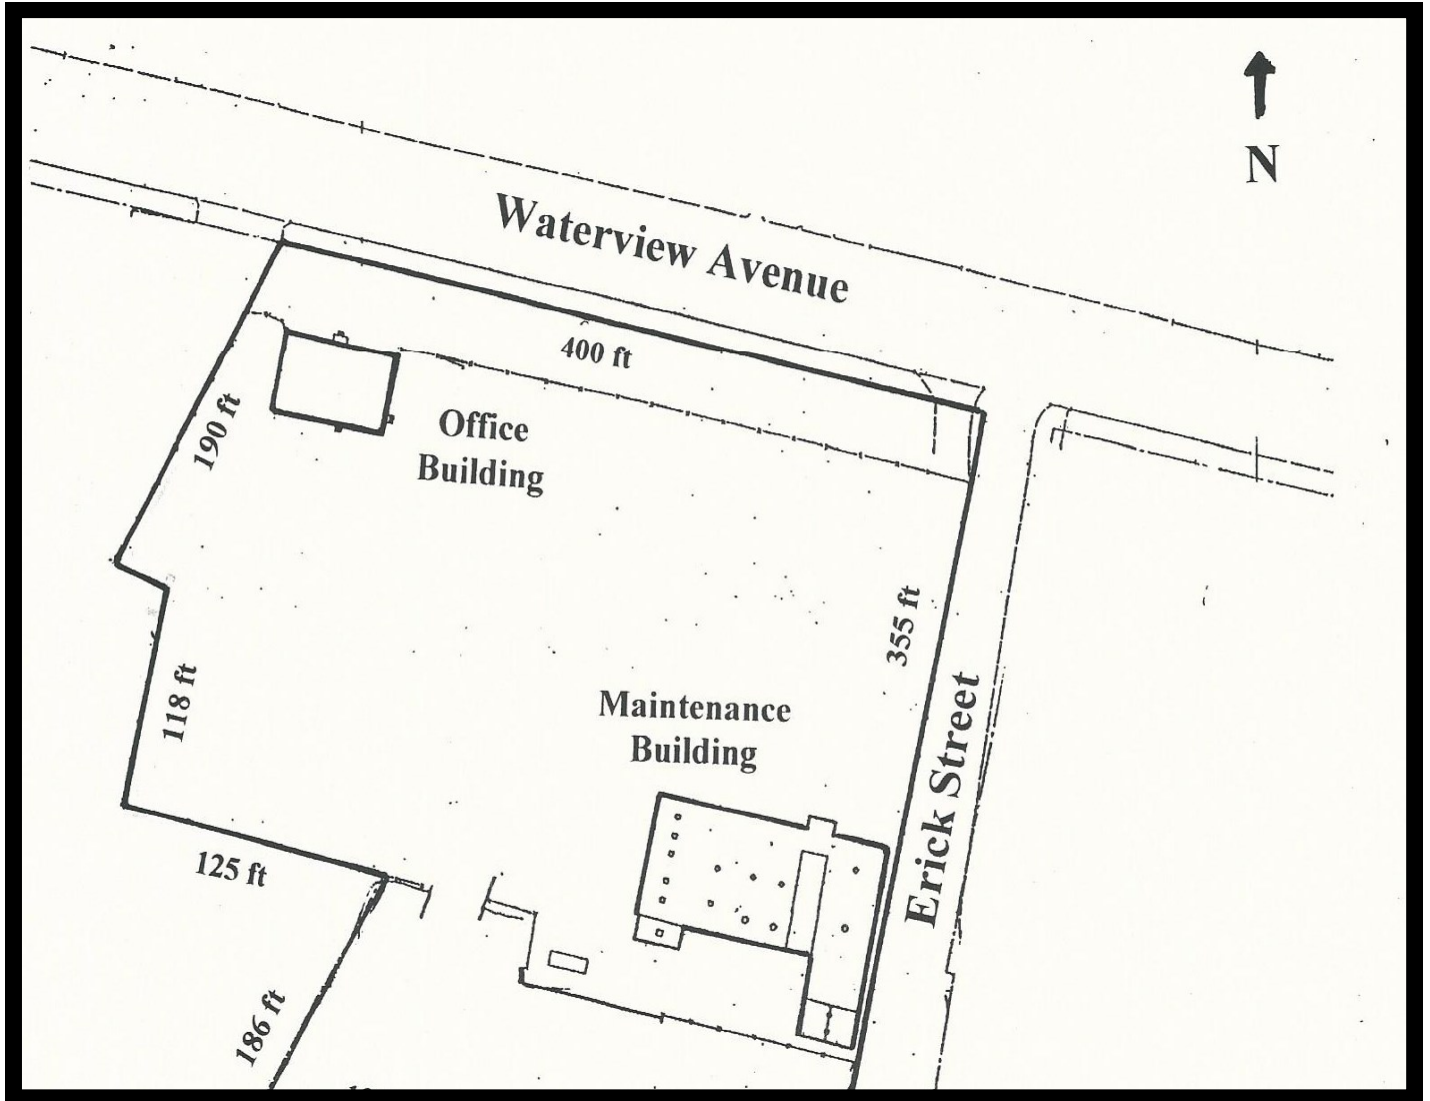 N
Waterview Avenue
400 ft
190 ft
Office
Building
355 ft
118 ft
Maintenance
Building
Erick Street
125 ft
186 ft